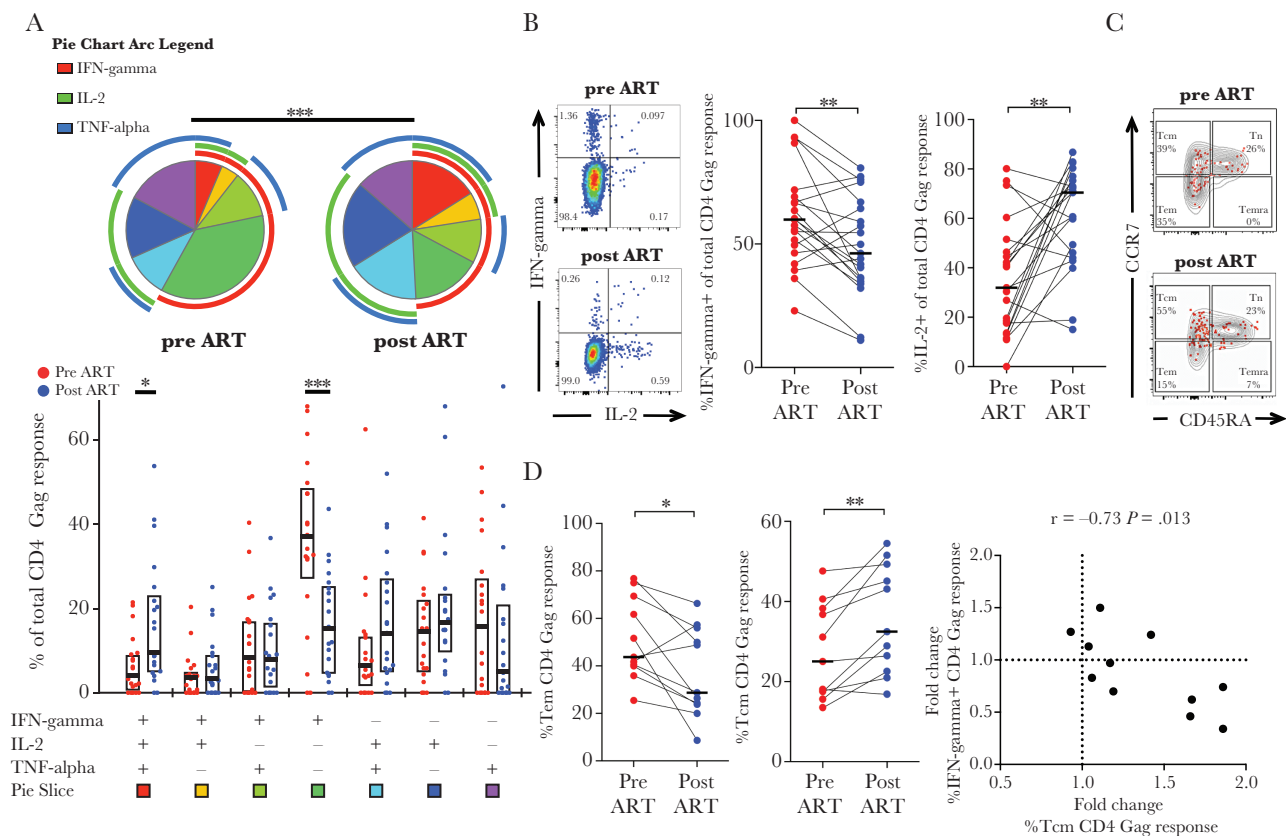 A
Pie Chart Arc Legend
IFN-gamma
IL-2
TNF-alpha
***
pre ART
post ART
Pre ART
Post ART
*
***
% of total CD4 Gag response
60
40
20
0
IFN-gamma + + + + – – –
IL-2 + + – – + + –
TNF-alpha + – + – + – +
Pie Slice
B
pre ART
1.36
0.097
98.4
0.17
post ART
0.26
0.12
99.0
0.59
IFN-gamma
IL-2
%IFN-gamma+ of total CD4 Gag response
100
50
0
**
Pre ART
Post ART
%IL-2+ of total CD4 Gag response
100
80
60
40
20
0
**
Pre ART
Post ART
C
pre ART
Tcm
39%
Tn
26%
Tem
35%
Temra
0%
post ART
Tcm
55%
Tn
23%
Tem
15%
Temra
7%
CCR7
CD45RA
D
%Tem CD4 Gag response
100
80
60
40
20
0
*
Pre
ART
Post
ART
%Tcm CD4 Gag response
60
40
20
0
**
Pre
ART
Post
ART
r = –0.73 P = .013
Fold change
%IFN-gamma+ CD4 Gag response
2.0
1.5
1.0
0.5
0.0
0.5
1.0
1.5
2.0
Fold change
%Tcm CD4 Gag response